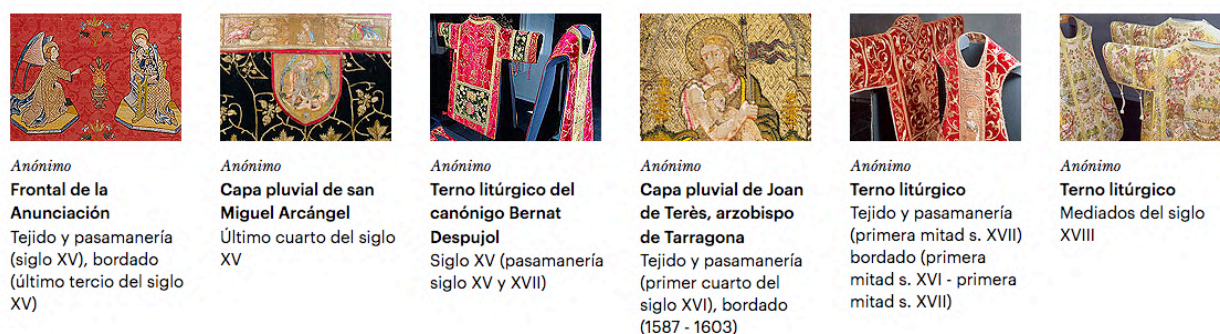 Anónimo
Frontal de la
Anunciación
Tejido y pasamanería
(siglo XV), bordado
(último tercio del siglo
XV)
Anónimo
Capa pluvial de san
Miguel Arcángel
Último cuarto del siglo
XV
Anónimo
Terno litúrgico del
canónigo Bernat
Despujol
Siglo XV (pasamanería
siglo XV y XVII)
Anónimo
Capa pluvial de Joan
de Terès, arzobispo
de Tarragona
Tejido y pasamanería
(primer cuarto del
siglo XVI), bordado
(1587 - 1603)
Anónimo
Terno litúrgico
Tejido y pasamanería
(primera mitad s. XVII)
bordado (primera
mitad s. XVI - primera
mitad s. XVII)
Anónimo
Terno litúrgico
Mediados del siglo
XVIII